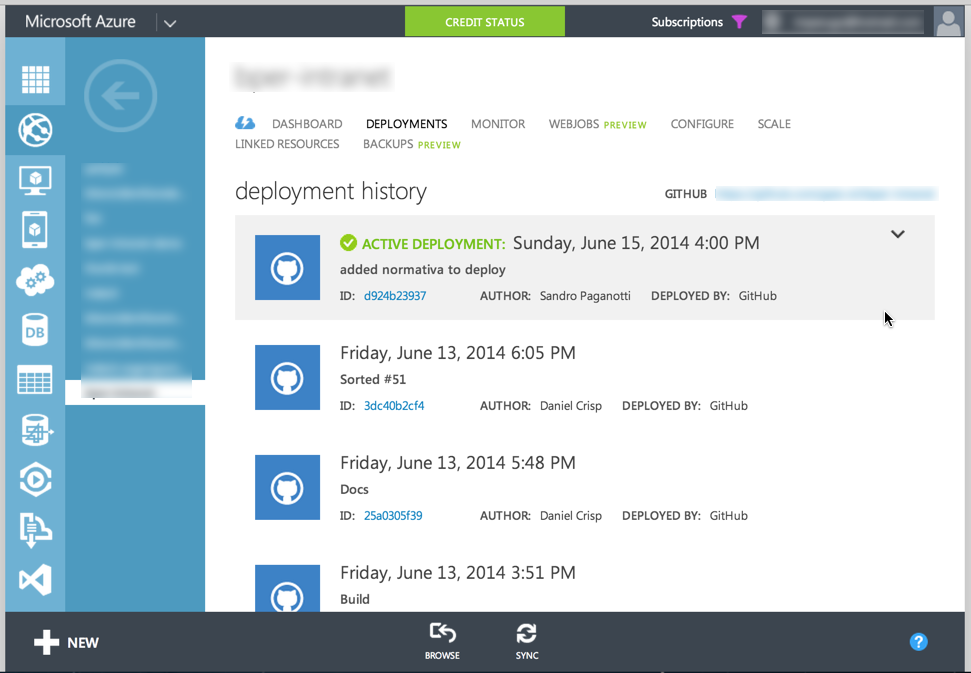 Microsoft Azure
CREDIT STATUS
Subscriptions
DASHBOARD DEPLOYMENTS MONITOR WEBJOBS PREVIEW CONFIGURE SCALE
LINKED RESOURCES BACKUPS PREVIEW
deployment history
GITHUB
ACTIVE DEPLOYMENT: Sunday, June 15, 2014 4:00 PM
added normativa to deploy
ID: d924b23937 AUTHOR: Sandro Paganotti DEPLOYED BY: GitHub
Friday, June 13, 2014 6:05 PM
Sorted #51
ID: 3dc40b2cf4 AUTHOR: Daniel Crisp DEPLOYED BY: GitHub
Friday, June 13, 2014 5:48 PM
Docs
ID: 25a0305f39 AUTHOR: Daniel Crisp DEPLOYED BY: GitHub
Friday, June 13, 2014 3:51 PM
Build
DB
NEW
BROWSE
SYNC
?